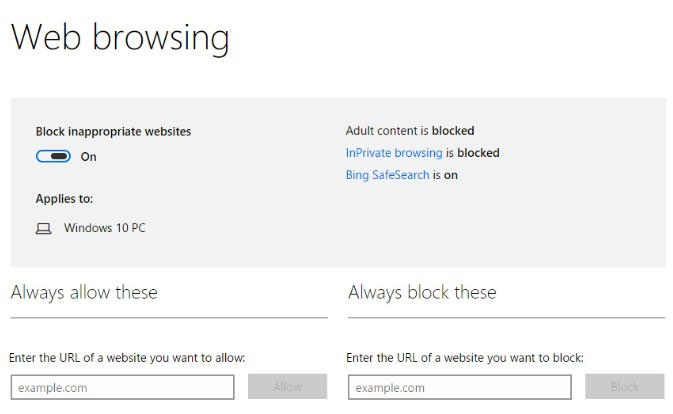 Web browsing
Block inappropriate websites
On
Applies to:
Windows 10 PC
Adult content is blocked
InPrivate browsing is blocked
Bing SafeSearch is on
Always allow these
Enter the URL of a website you want to allow:
example.com
Allow
Always block these
Enter the URL of a website you want to block:
example.com
Block